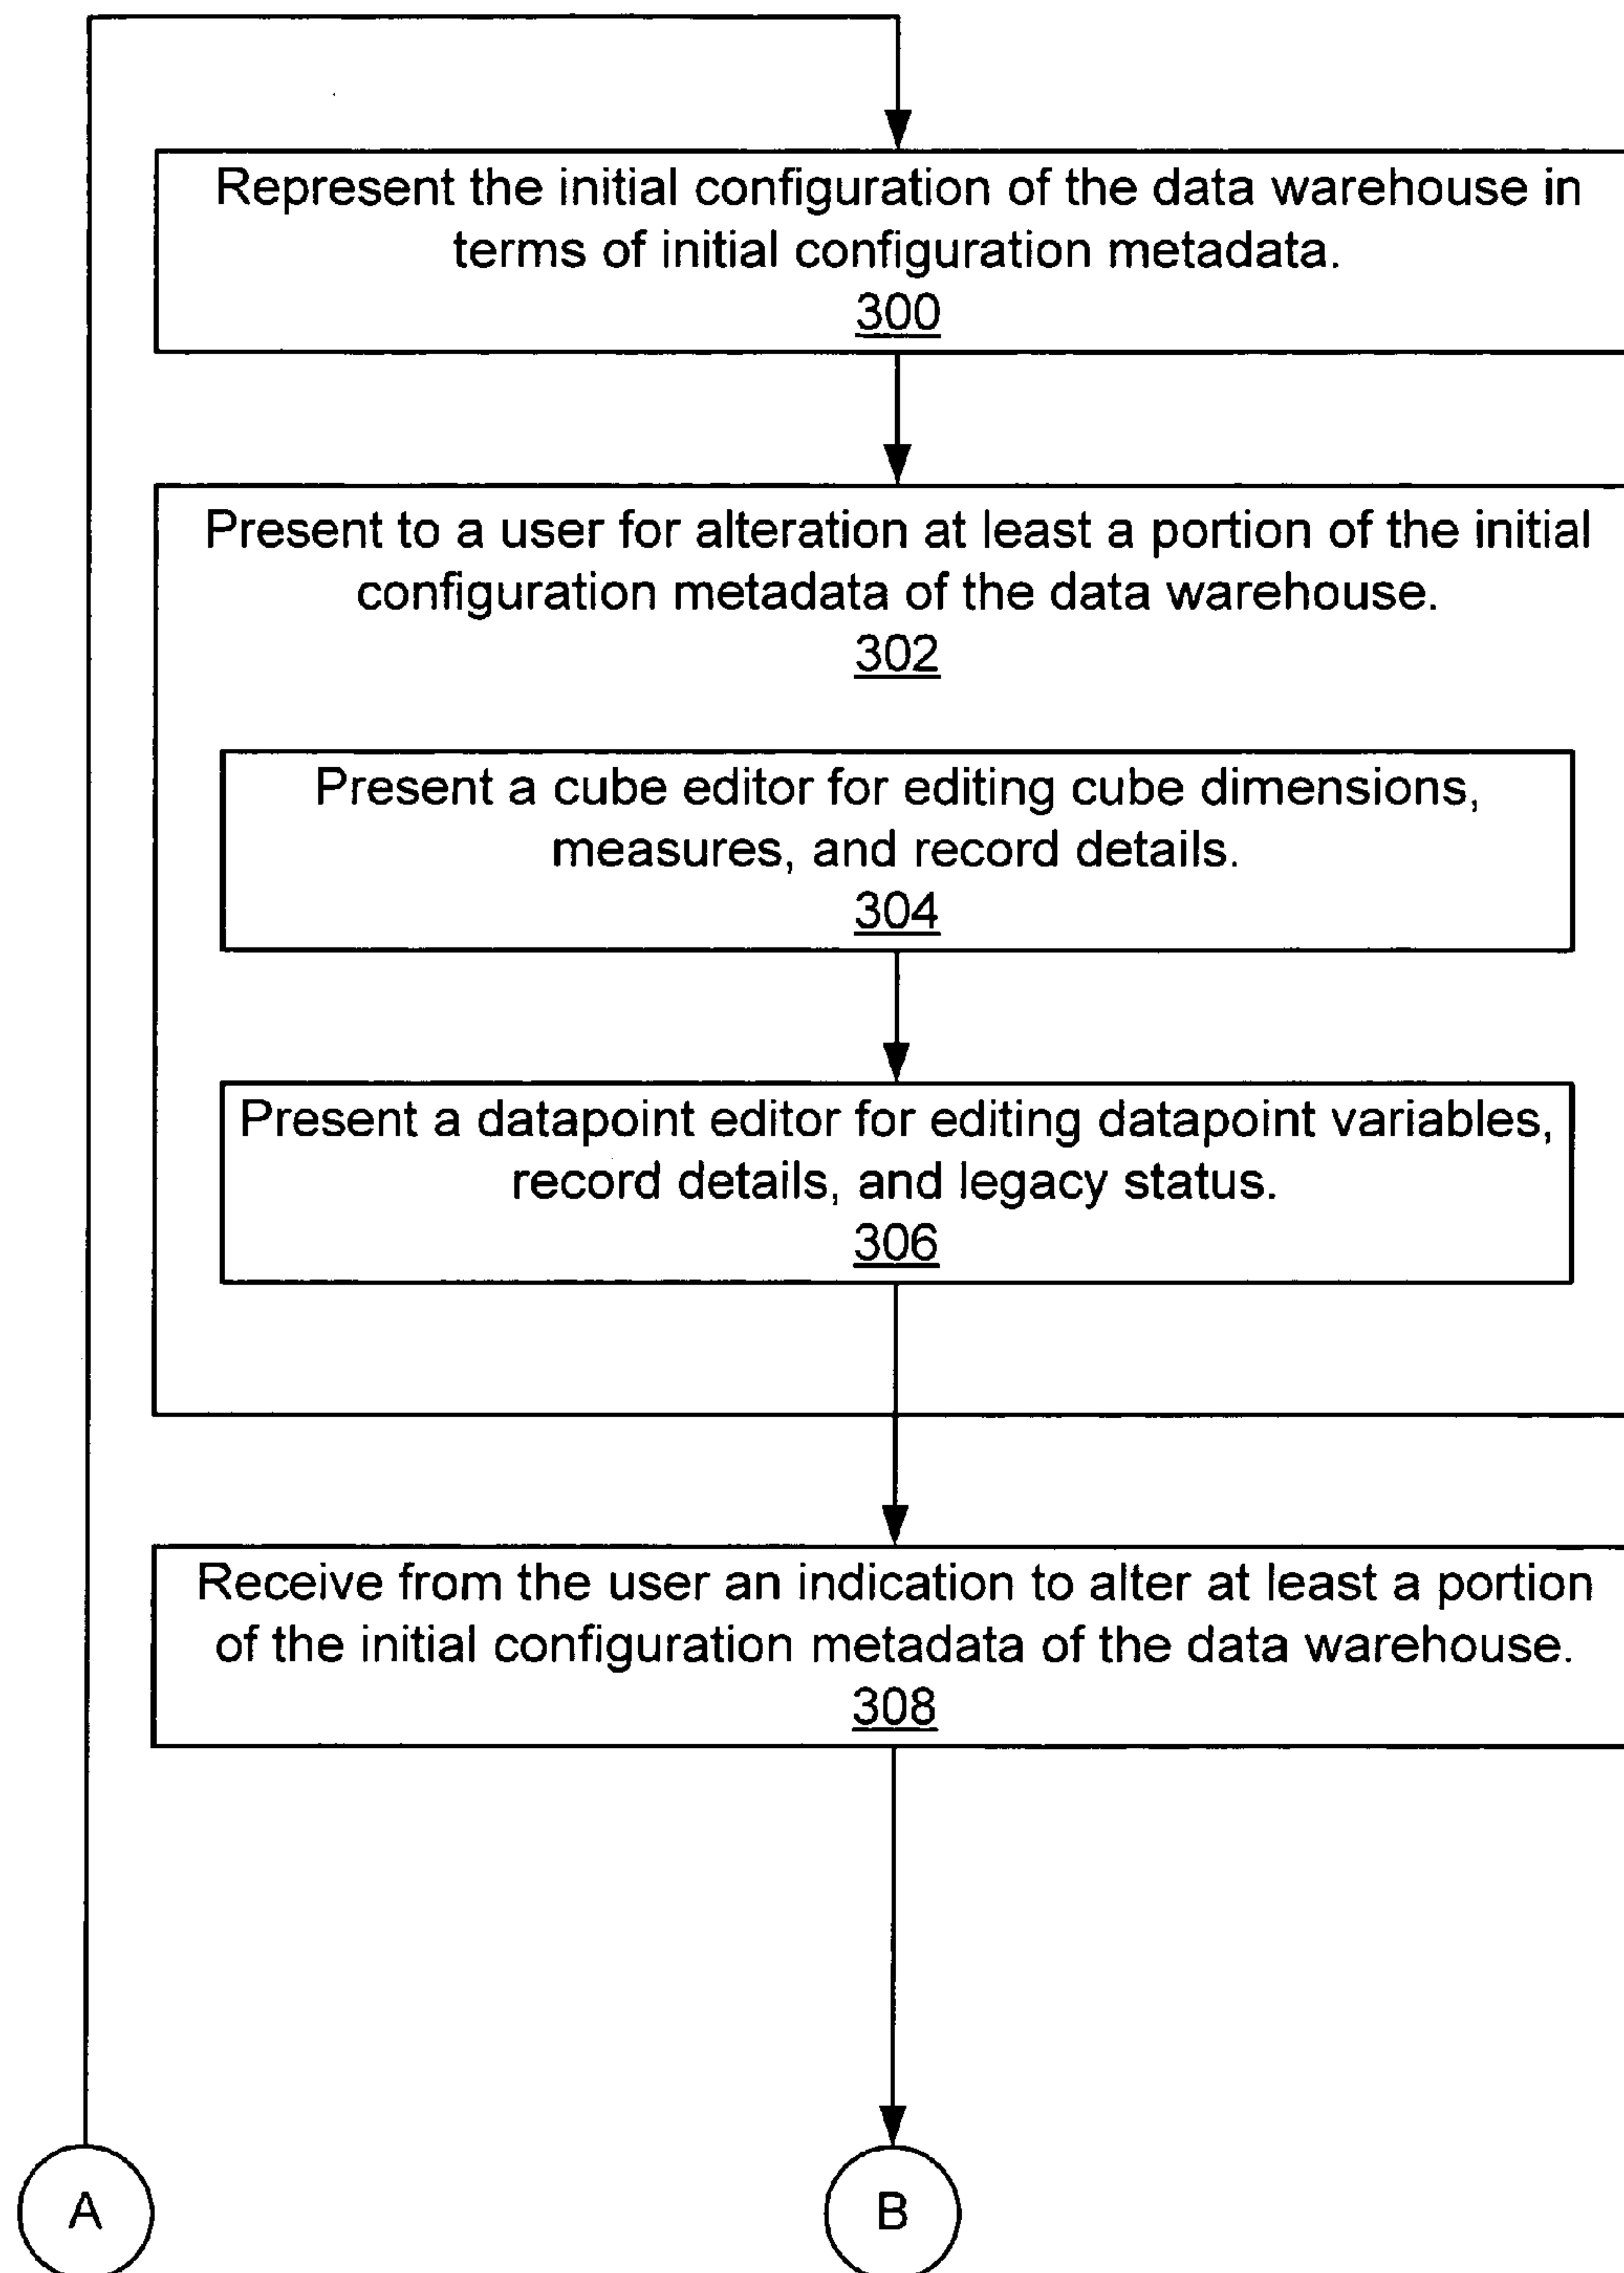 Represent the initial configuration of the data warehouse in
terms of initial configuration metadata.
300
Present to a user for alteration at least a portion of the initial
configuration metadata of the data warehouse.
302
Present a cube editor for editing cube dimensions,
measures, and record details.
304
Present a datapoint editor for editing datapoint variables,
record details, and legacy status.
306
Receive from the user an indication to alter at least a portion
of the initial configuration metadata of the data warehouse.
308
A
B